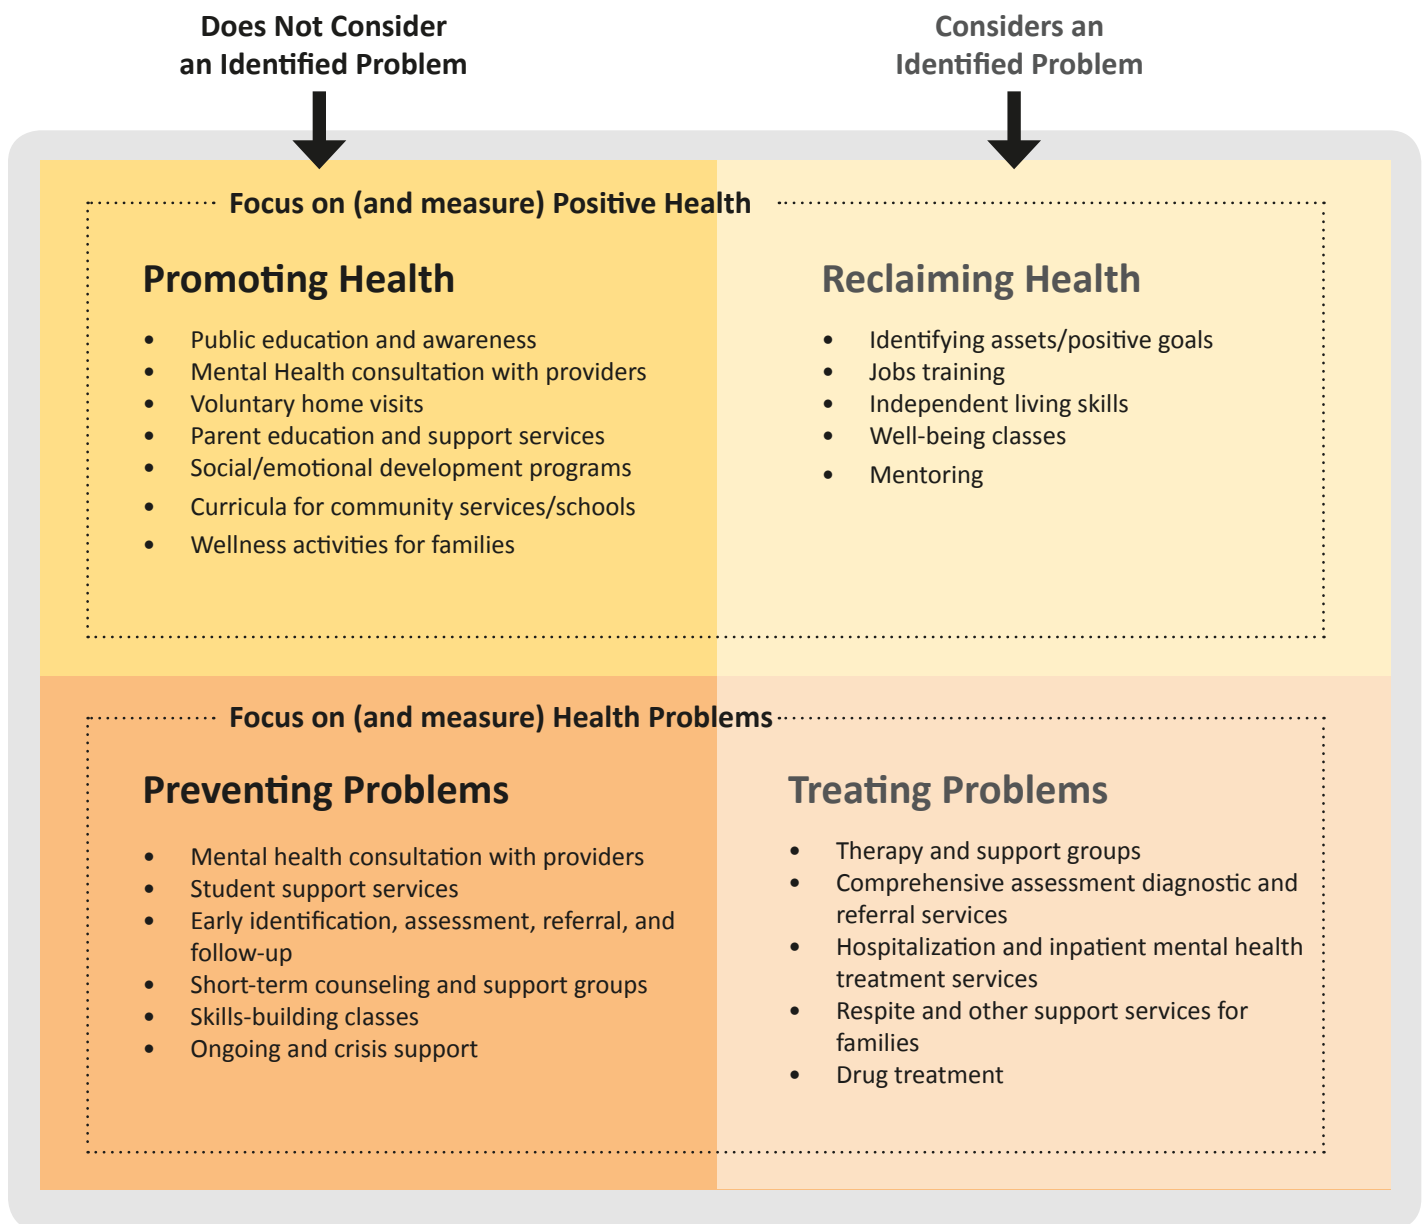 Does Not Consider
an Identified Problem
Considers an
Identified Problem
Focus on (and measure) Positive Health
Promoting Health
• Public education and awareness
• Mental Health consultation with providers
• Voluntary home visits
• Parent education and support services
• Social/emotional development programs
• Curricula for community services/schools
• Wellness activities for families
Reclaiming Health
• Identifying assets/positive goals
• Jobs training
• Independent living skills
• Well-being classes
• Mentoring
Focus on (and measure) Health Problems
Preventing Problems
• Mental health consultation with providers
• Student support services
• Early identification, assessment, referral, and
follow-up
• Short-term counseling and support groups
• Skills-building classes
• Ongoing and crisis support
Treating Problems
• Therapy and support groups
• Comprehensive assessment diagnostic and
referral services
• Hospitalization and inpatient mental health
treatment services
• Respite and other support services for
families
• Drug treatment